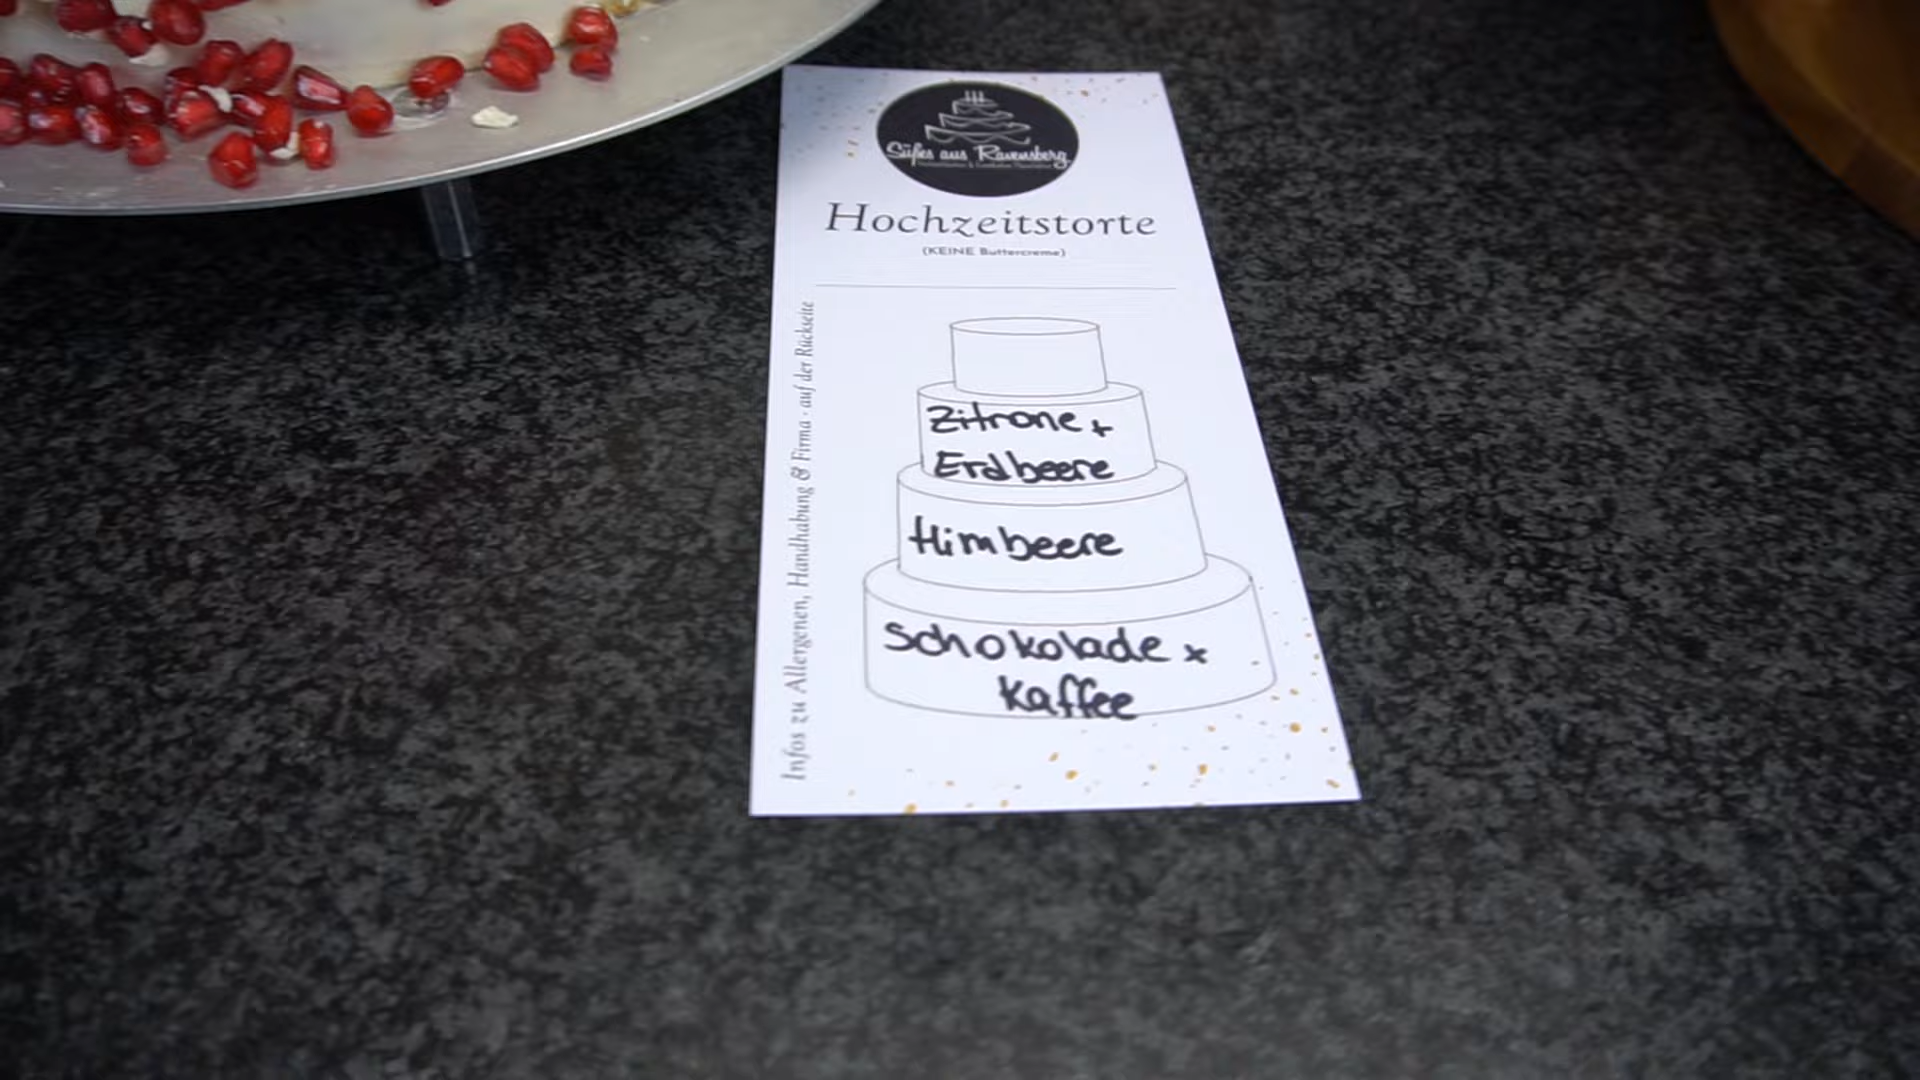 Süßes aus Ravensberg
Hochzeitstorte
(KEINE Buttercreme)
Infos zu Allergenen, Handhabung & Firma - auf der Rückseite
Zitrone +
Erdbeere
Himbeere
Schokolade +
Kaffee